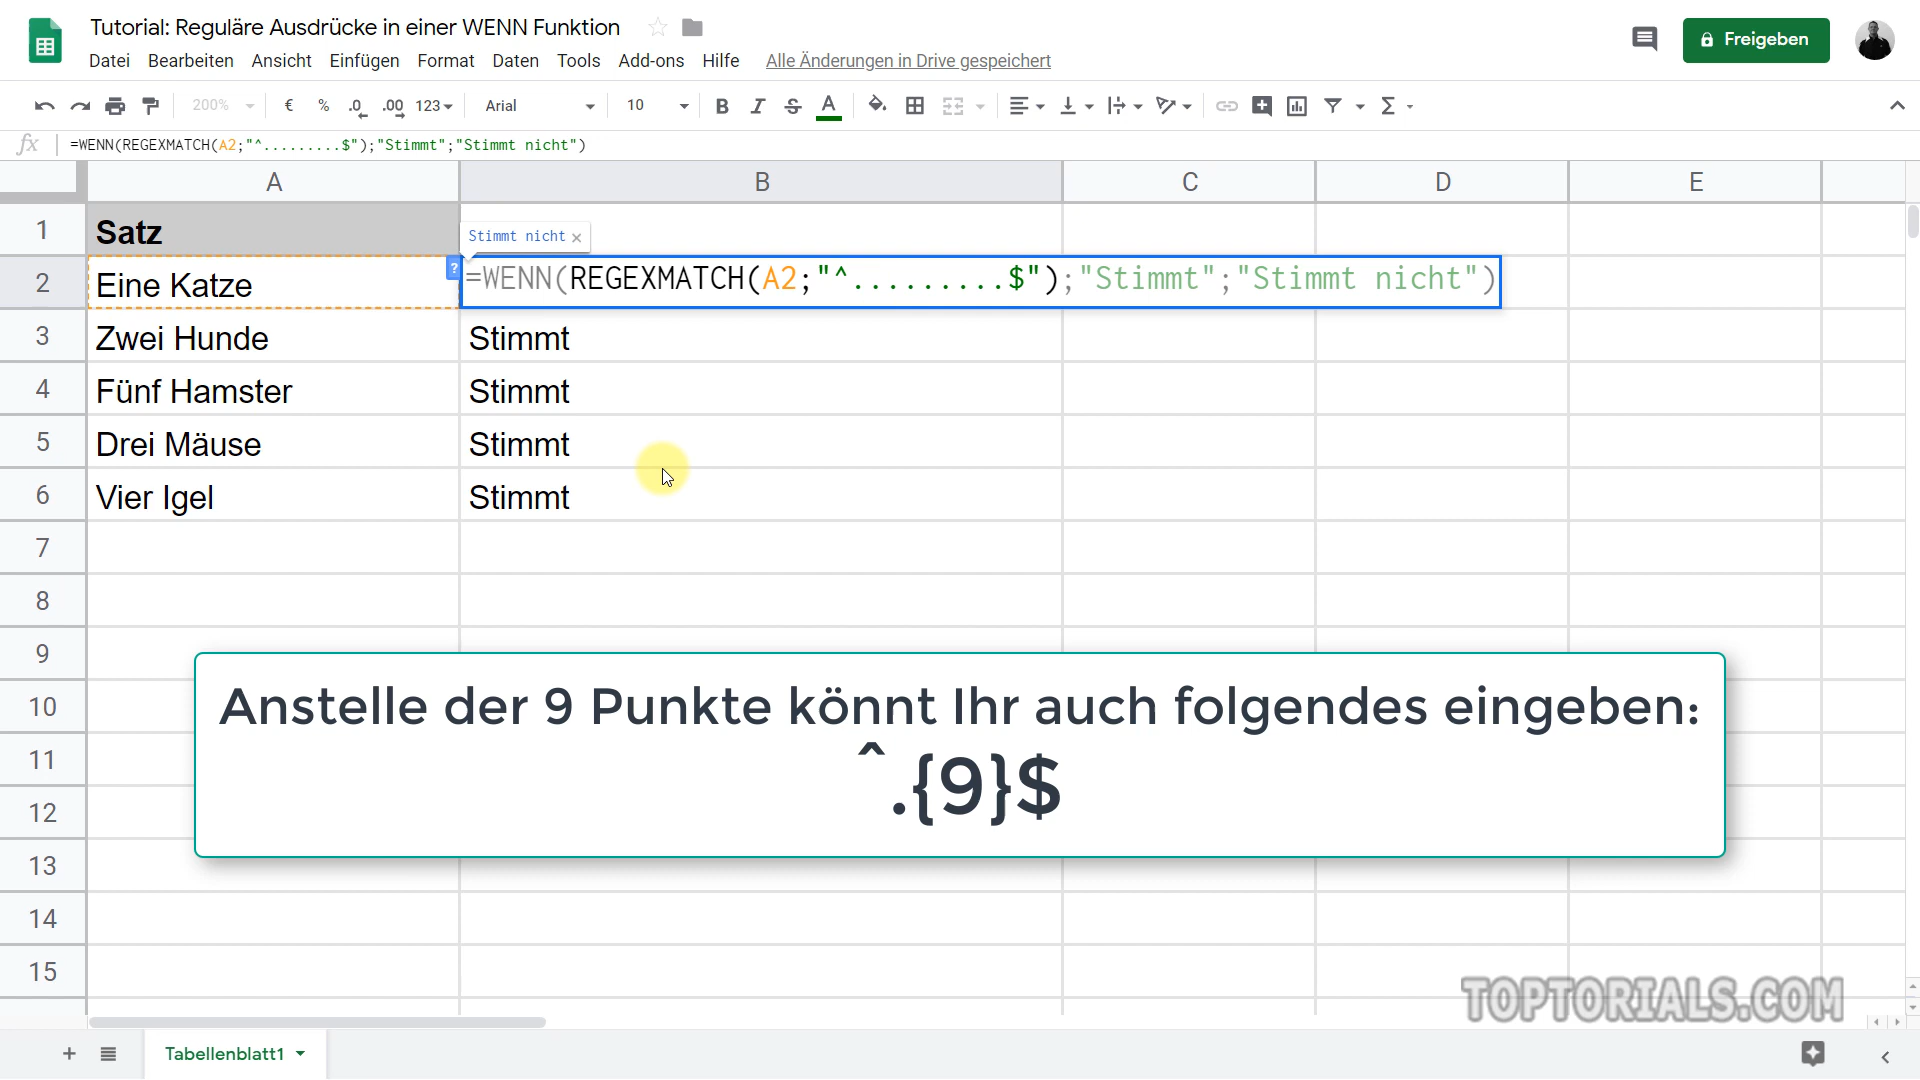 Tutorial: Reguläre Ausdrücke in einer WENN Funktion
Freigeben
Datei Bearbeiten Ansicht Einfügen Format Daten Tools Add-ons Hilfe Alle Änderungen in Drive gespeichert
200% € % .0 .00 123 Arial 10 B I S A Σ
fx =WENN(REGEXMATCH(A2;"^.........$");"Stimmt";"Stimmt nicht")
A B C D E
1 Satz
Stimmt nicht ×
2 Eine Katze ? =WENN(REGEXMATCH(A2;"^.........$");"Stimmt";"Stimmt nicht")
3 Zwei Hunde Stimmt
4 Fünf Hamster Stimmt
5 Drei Mäuse Stimmt
6 Vier Igel Stimmt
7
8
9
Anstelle der 9 Punkte könnt Ihr auch folgendes eingeben:
10
11
^.{9}$
12
13
14
15
TOPTORIALS.COM
+ Tabellenblatt1